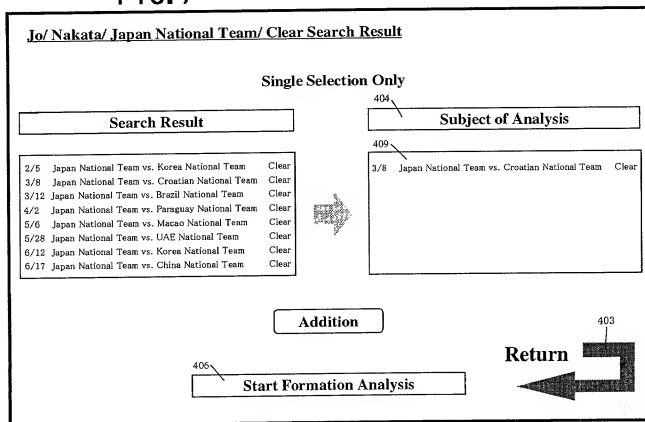 Jo/ Nakata/ Japan National Team/ Clear Search Result
Single Selection Only
404
Search Result
Subject of Analysis
409
2/5 Japan National Team vs. Korea National Team Clear
3/8 Japan National Team vs. Croatian National Team Clear
3/12 Japan National Team vs. Brazil National Team Clear
4/2 Japan National Team vs. Paraguay National Team Clear
5/6 Japan National Team vs. Macao National Team Clear
5/28 Japan National Team vs. UAE National Team Clear
6/12 Japan National Team vs. Korea National Team Clear
6/17 Japan National Team vs. China National Team Clear
3/8 Japan National Team vs. Croatian National Team Clear
Addition
403
Return
406
Start Formation Analysis